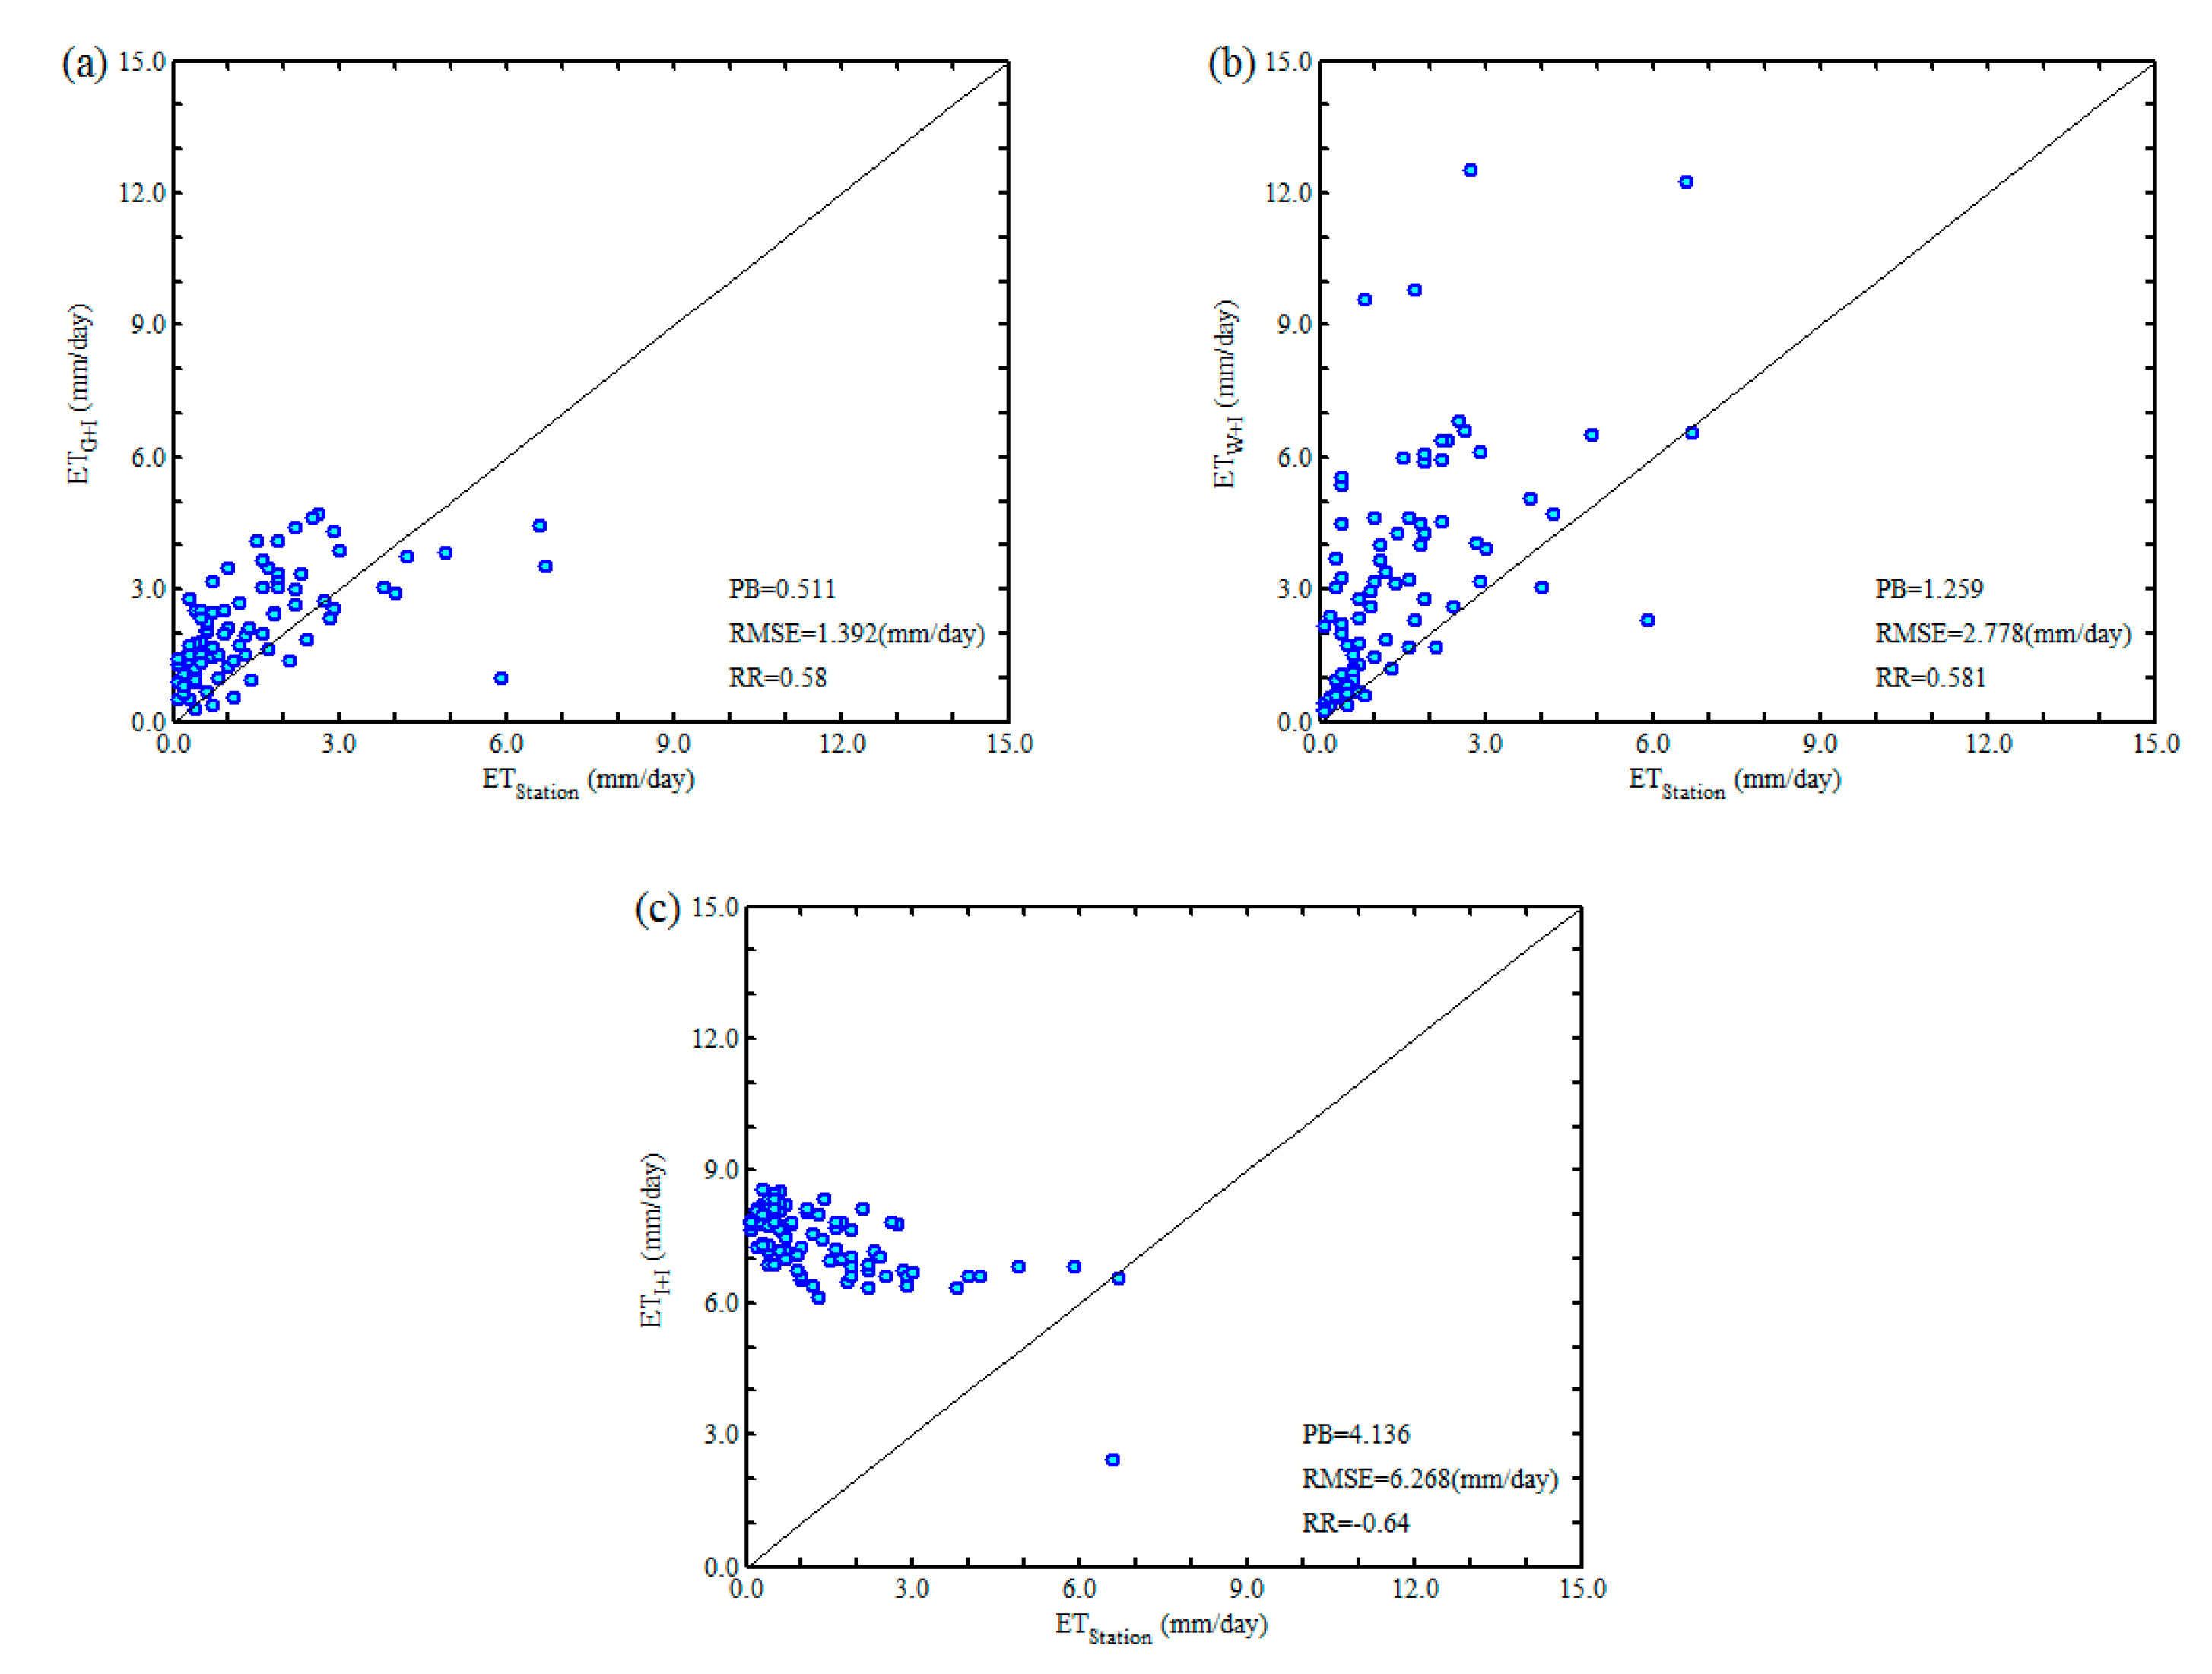 (a)
15.0
12.0
9.0
6.0
3.0
0.0
ET_G+I (mm/day)
PB=0.511
RMSE=1.392(mm/day)
RR=0.58
0.0 3.0 6.0 9.0 12.0 15.0
ET_Station (mm/day)
(b)
15.0
12.0
9.0
6.0
3.0
0.0
ET_W+I (mm/day)
PB=1.259
RMSE=2.778(mm/day)
RR=0.581
0.0 3.0 6.0 9.0 12.0 15.0
ET_Station (mm/day)
(c)
15.0
12.0
9.0
6.0
3.0
0.0
ET_I+I (mm/day)
PB=4.136
RMSE=6.268(mm/day)
RR=-0.64
0.0 3.0 6.0 9.0 12.0 15.0
ET_Station (mm/day)